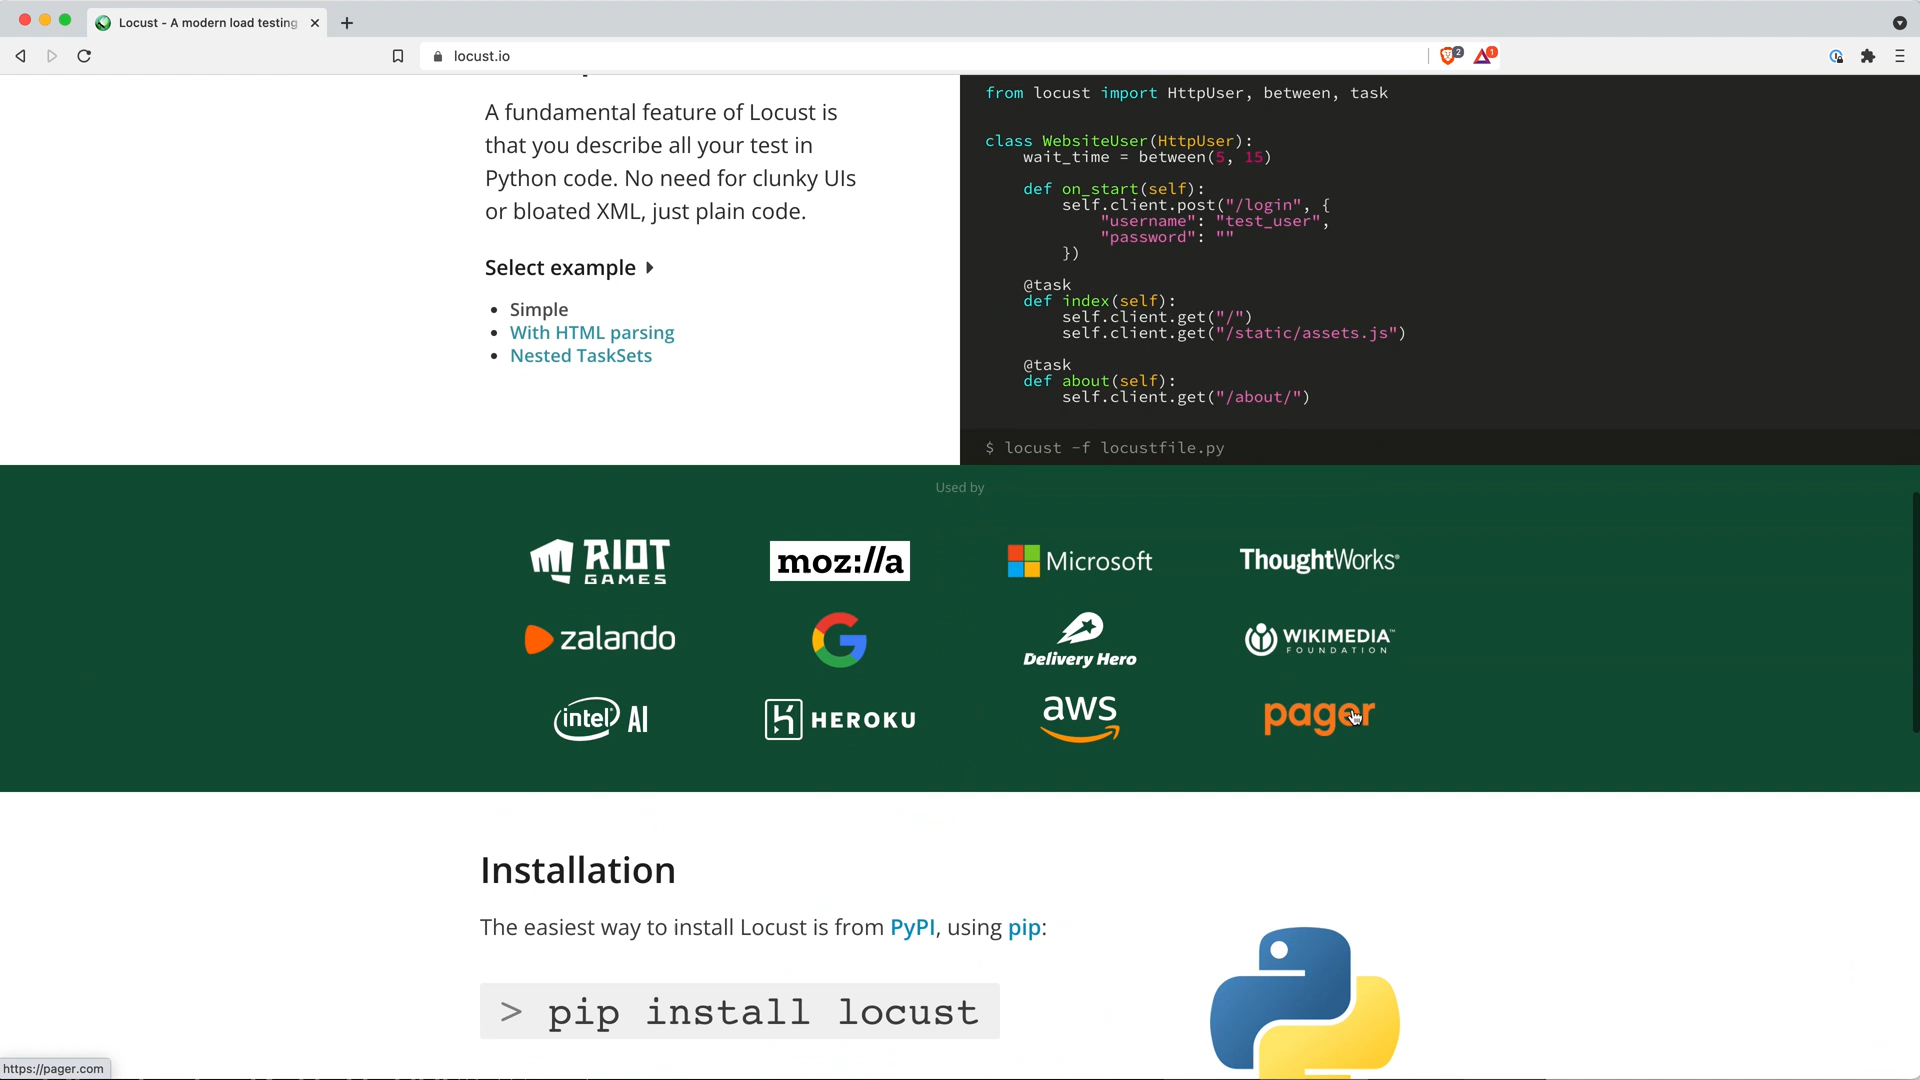 Locust - A modern load testing
locust.io
2
1
A fundamental feature of Locust is
that you describe all your test in
Python code. No need for clunky UIs
or bloated XML, just plain code.
Select example
Simple
With HTML parsing
Nested TaskSets
from locust import HttpUser, between, task
class WebsiteUser(HttpUser):
    wait_time = between(5, 15)
    def on_start(self):
        self.client.post("/login", {
            "username": "test_user",
            "password": ""
        })
    @task
    def index(self):
        self.client.get("/")
        self.client.get("/static/assets.js")
    @task
    def about(self):
        self.client.get("/about/")
$ locust -f locustfile.py
Used by
RIOT GAMES
moz://a
Microsoft
ThoughtWorks®
zalando
G
Delivery Hero
WIKIMEDIA™ FOUNDATION
intel AI
HEROKU
aws
pager
Installation
The easiest way to install Locust is from PyPI, using pip:
> pip install locust
https://pager.com